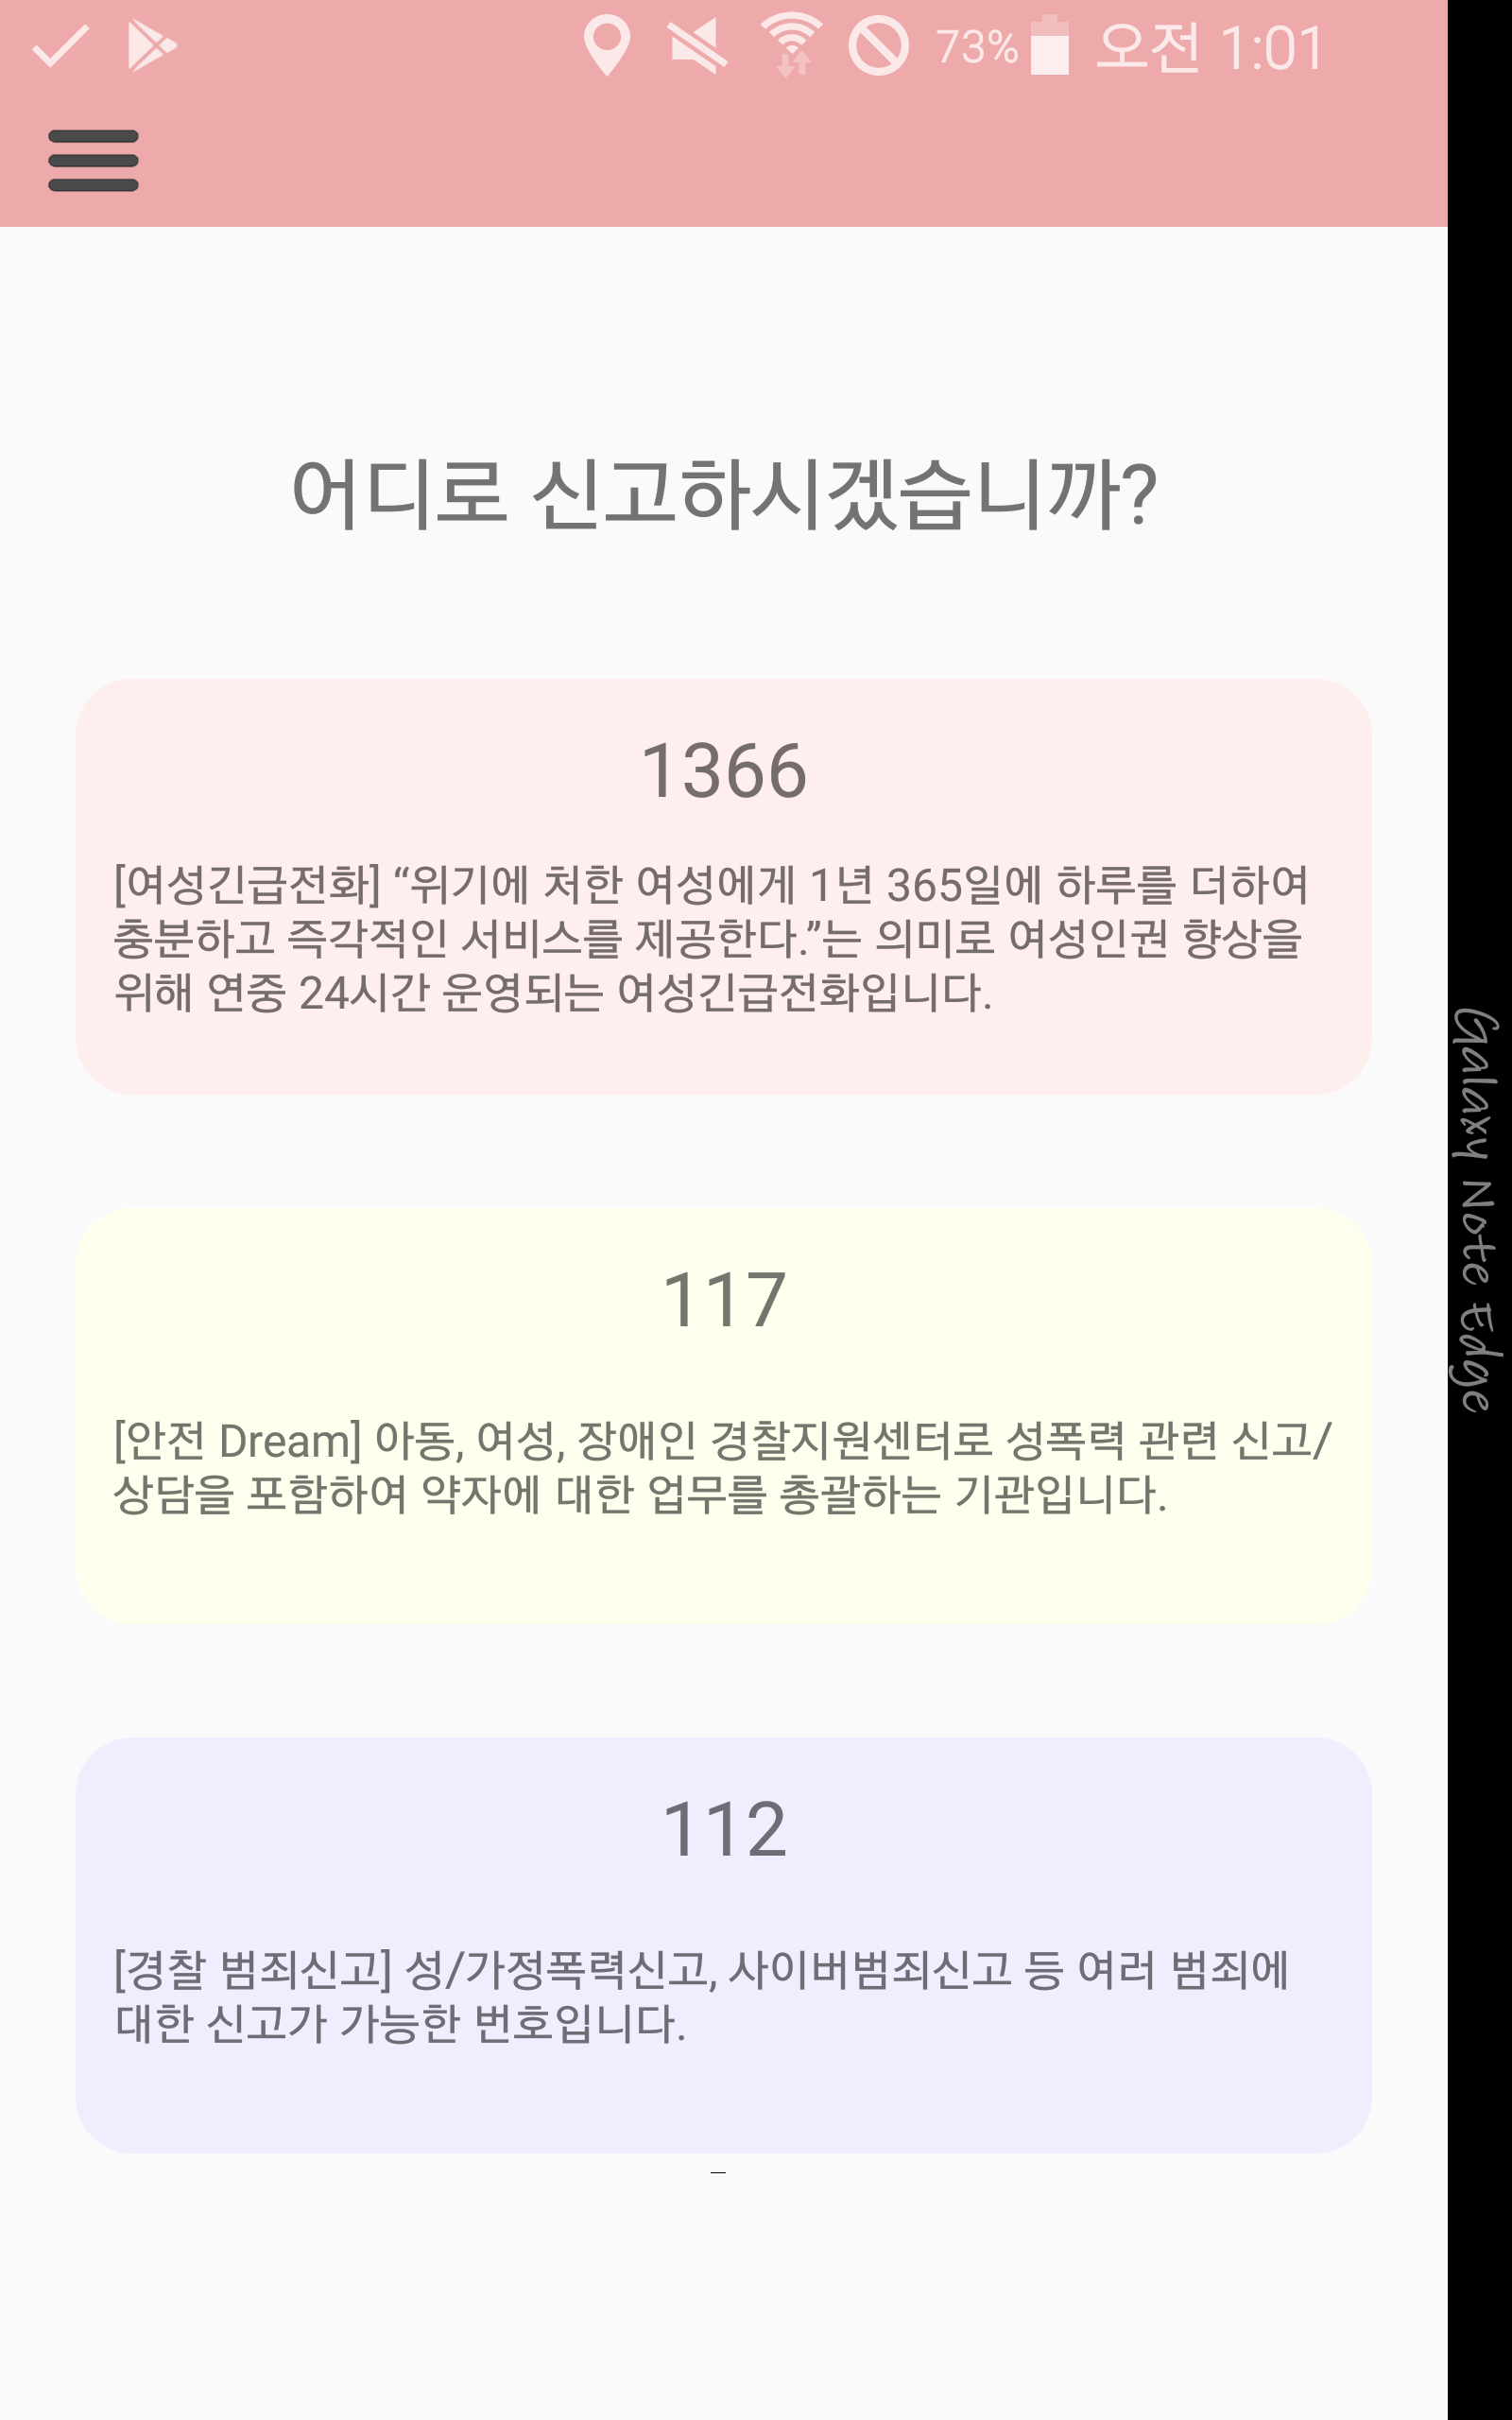 73% 오전 1:01
어디로 신고하시겠습니까?
1366
[여성긴급전화] “위기에 처한 여성에게 1년 365일에 하루를 더하여
충분하고 즉각적인 서비스를 제공한다.”는 의미로 여성인권 향상을
위해 연중 24시간 운영되는 여성긴급전화입니다.
117
[안전 Dream] 아동, 여성, 장애인 경찰지원센터로 성폭력 관련 신고/
상담을 포함하여 약자에 대한 업무를 총괄하는 기관입니다.
112
[경찰 범죄신고] 성/가정폭력신고, 사이버범죄신고 등 여러 범죄에
대한 신고가 가능한 번호입니다.
Galaxy Note Edge